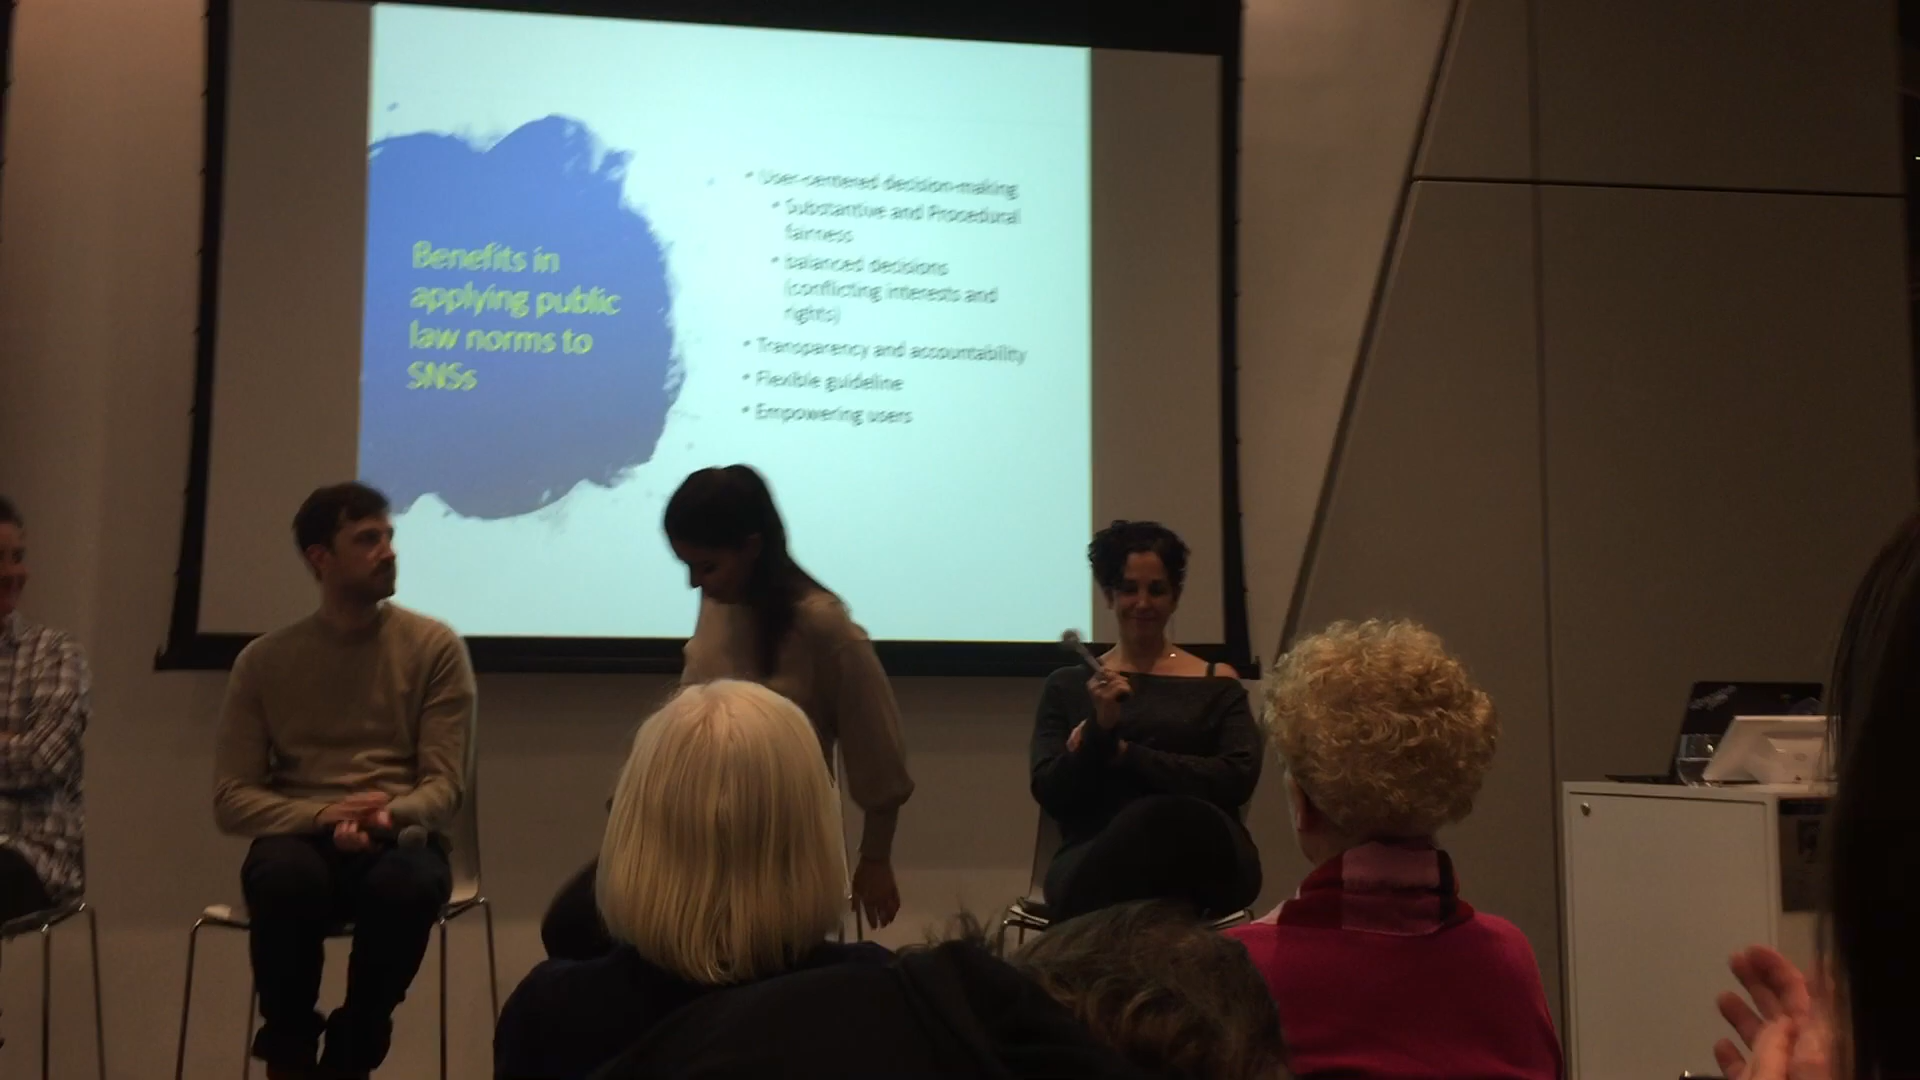 Benefits in
applying public
law norms to
SNSs
• User-centered decision-making
• Substantive and Procedural
fairness
• balanced decisions
(conflicting interests and
rights)
• Transparency and accountability
• Flexible guideline
• Empowering users